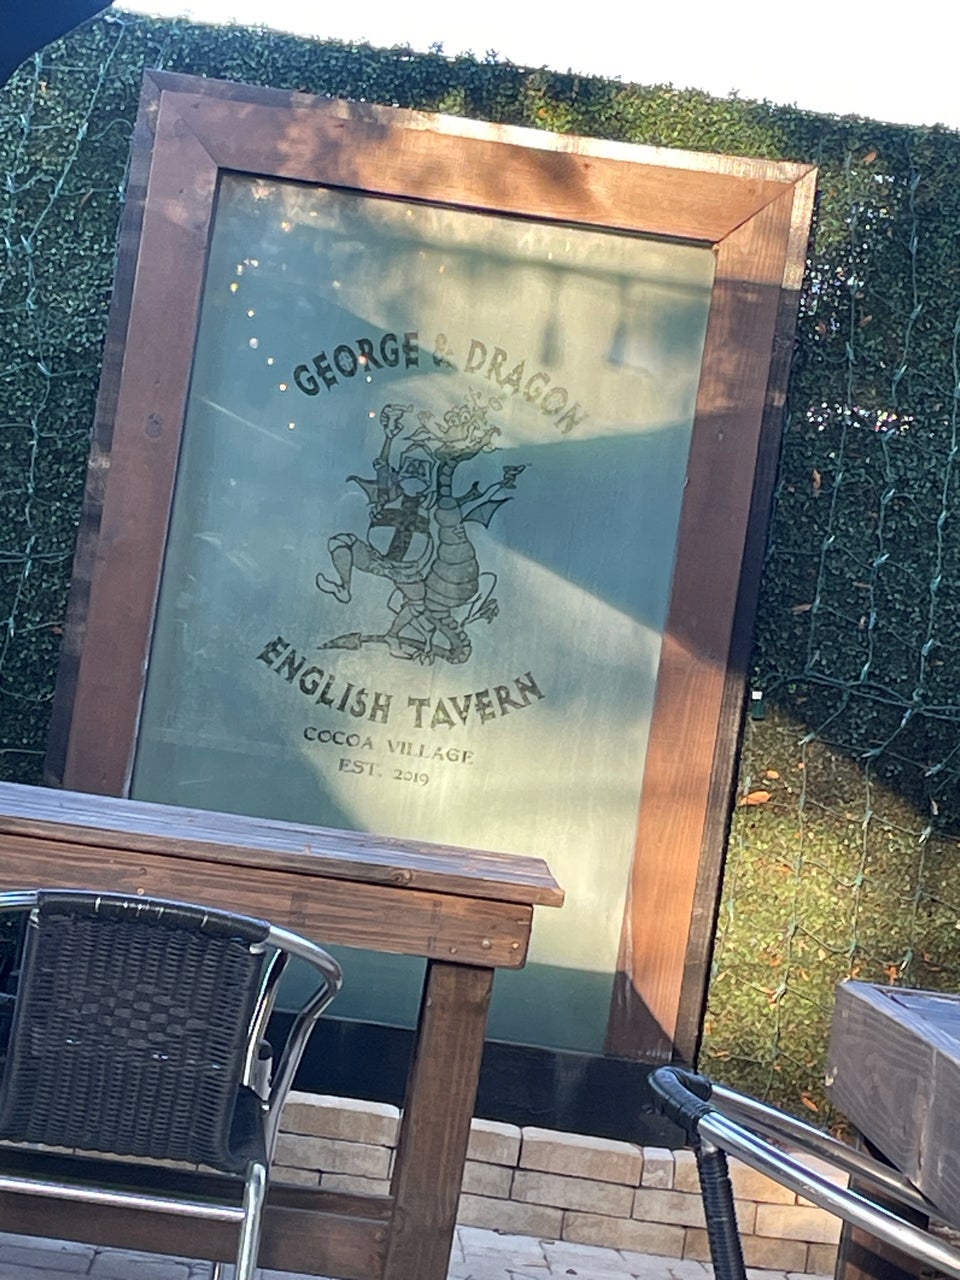 GEORGE & DRAGON
ENGLISH TAVERN
COCOA VILLAGE
EST. 2019